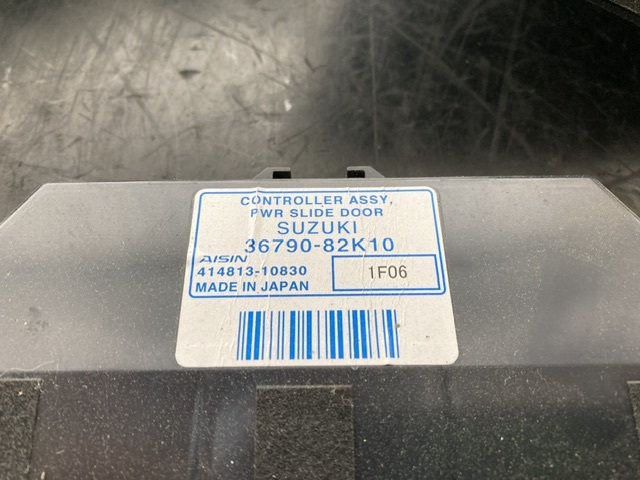 CONTROLLER ASSY,
PWR SLIDE DOOR
SUZUKI
36790-82K10
AISIN
414813-10830
1F06
MADE IN JAPAN